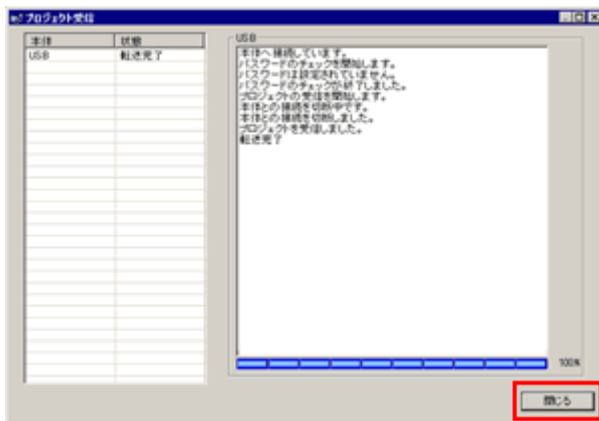 プロジェクト受信
本体
状態
USB
転送完了
USB
本体へ接続しています。
パスワードのチェックを開始します。
パスワードは設定されていません。
パスワードのチェックが終了しました。
プロジェクトの受信を開始します。
本体との接続を切断中です。
本体との接続を切断しました。
プロジェクトを受信しました。
転送完了
100%
閉じる